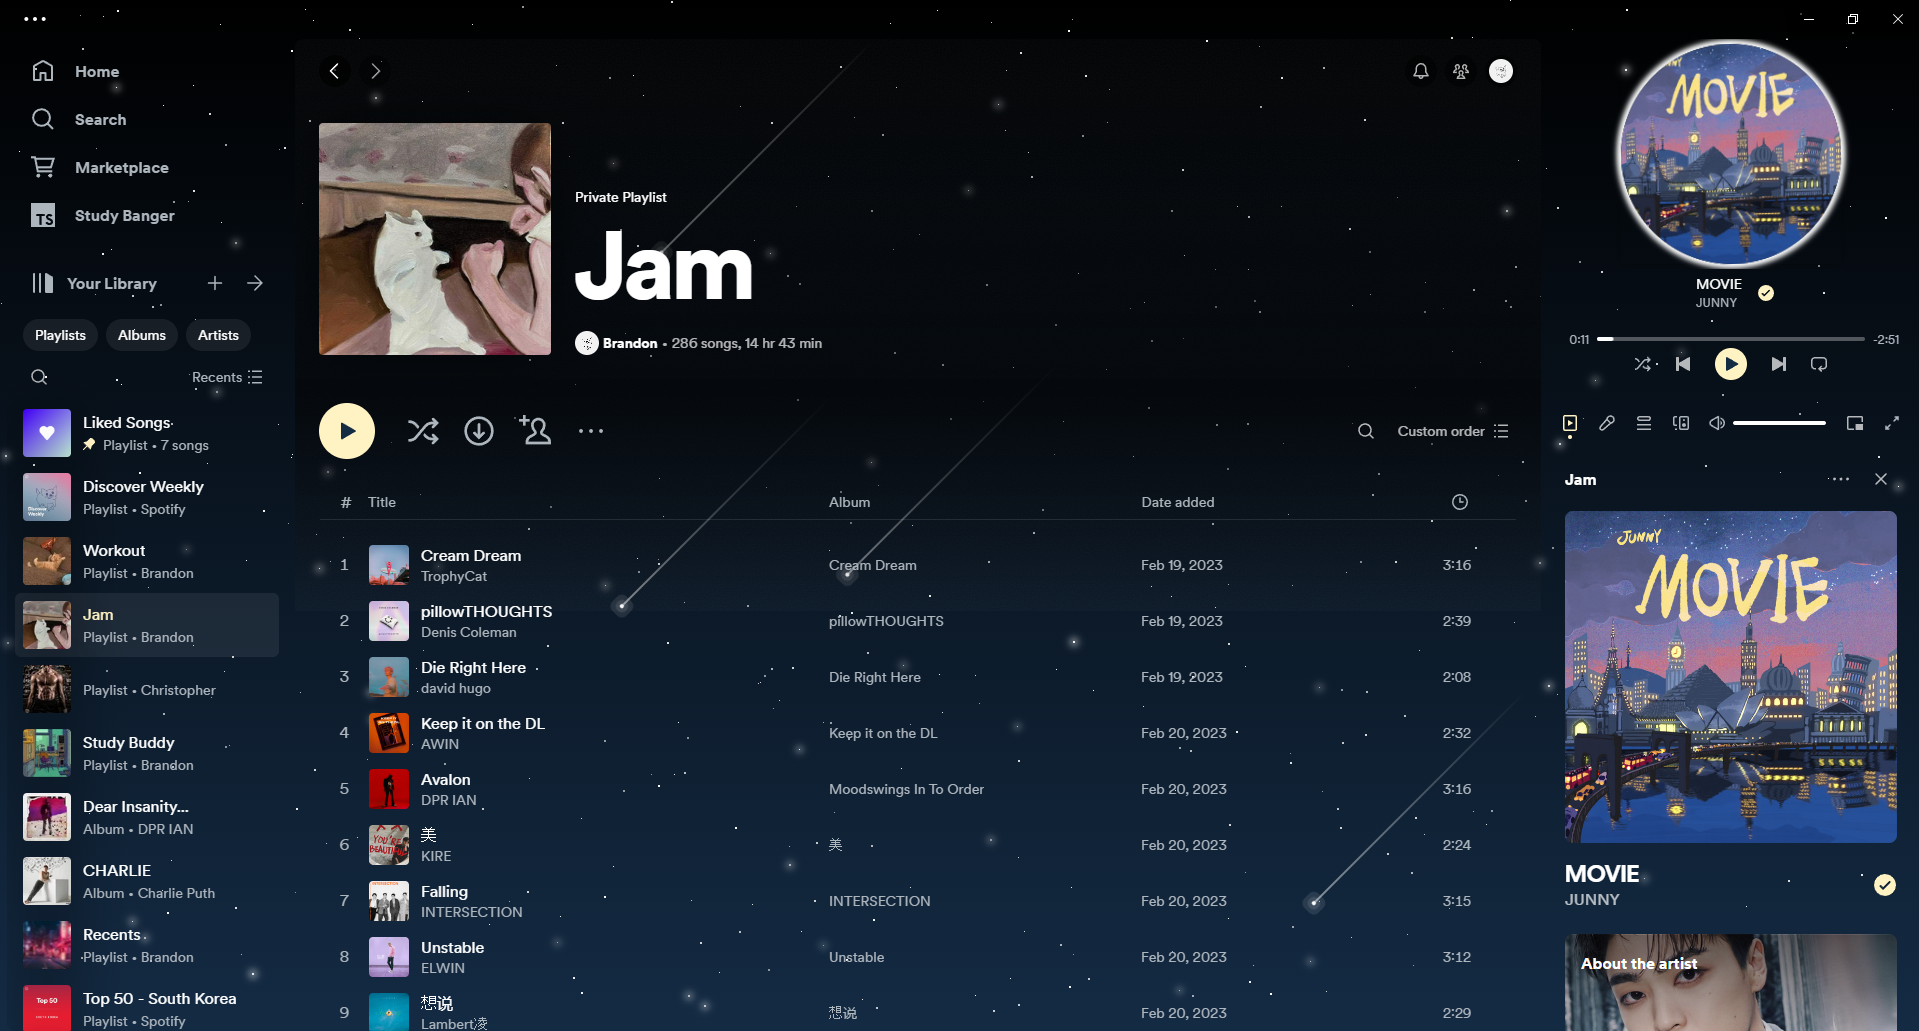 Home
Search
Marketplace
TS Study Banger
Your Library
Playlists Albums Artists
Recents
Liked Songs
Playlist • 7 songs
Discover Weekly
Playlist • Spotify
Workout
Playlist • Brandon
Jam
Playlist • Brandon
Playlist • Christopher
Study Buddy
Playlist • Brandon
Dear Insanity...
Album • DPR IAN
CHARLIE
Album • Charlie Puth
Recents
Playlist • Brandon
Top 50
Top 50 - South Korea
Playlist • Spotify
Private Playlist
Jam
Brandon • 286 songs, 14 hr 43 min
Custom order
# Title Album Date added
1 Cream Dream Cream Dream Feb 19, 2023 3:16
TrophyCat
2 pillowTHOUGHTS pillowTHOUGHTS Feb 19, 2023 2:39
Denis Coleman
3 Die Right Here Die Right Here Feb 19, 2023 2:08
david hugo
4 Keep it on the DL Keep it on the DL Feb 20, 2023 2:32
AWIN
5 Avalon Moodswings In To Order Feb 20, 2023 3:16
DPR IAN
6 美 美 Feb 20, 2023 2:24
KIRE
7 Falling INTERSECTION Feb 20, 2023 3:15
INTERSECTION
8 Unstable Unstable Feb 20, 2023 3:12
ELWIN
9 想说 想说 Feb 20, 2023 2:29
Lambert凌
MOVIE
MOVIE
JUNNY
0:11 -2:51
Jam
JUNNY
MOVIE
MOVIE
JUNNY
About the artist